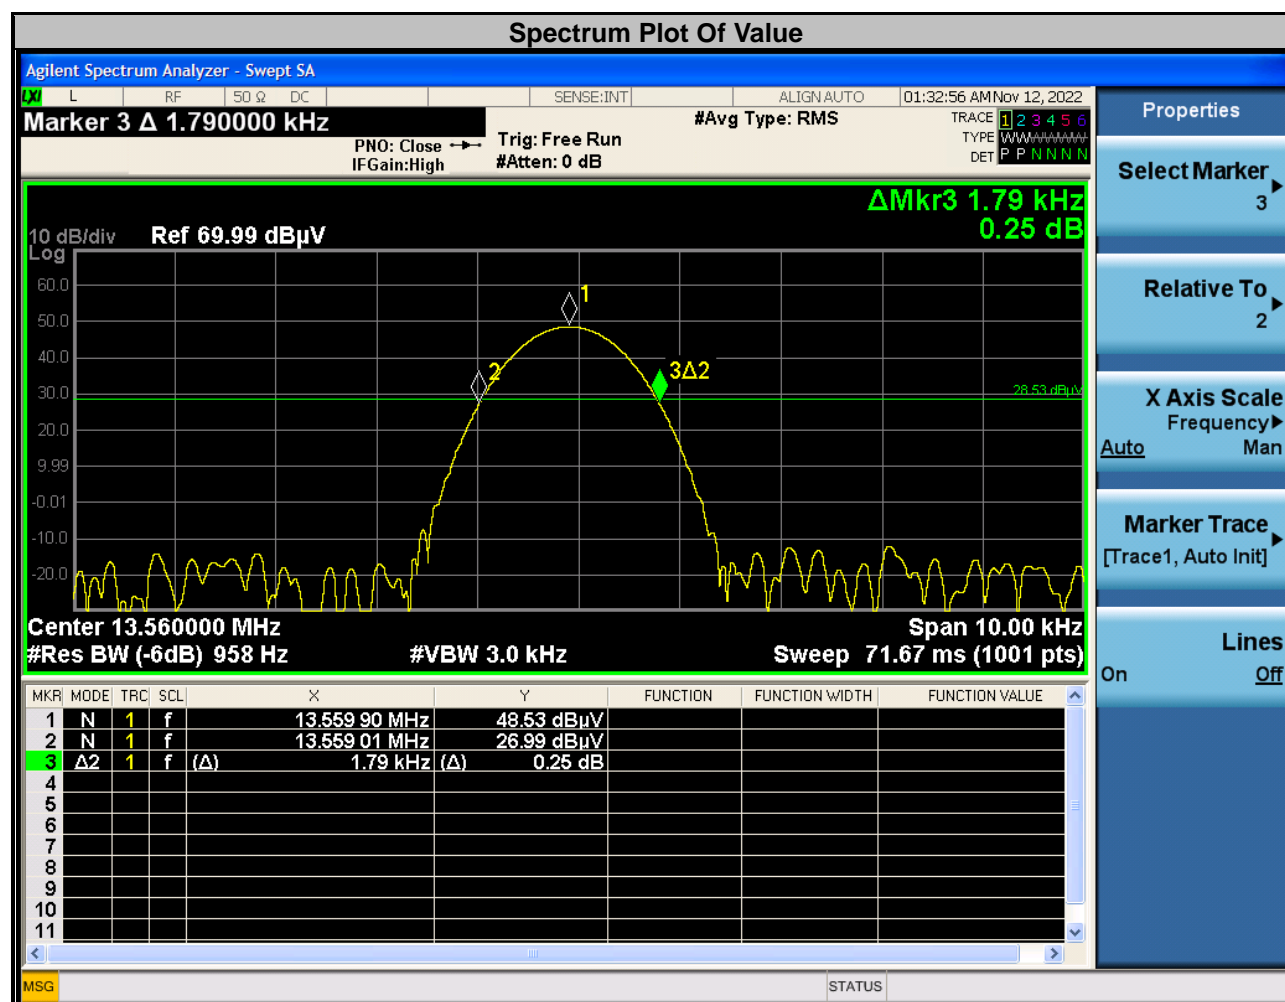 Spectrum Plot Of Value
Agilent Spectrum Analyzer - Swept SA
LXI L RF 50 Ω DC SENSE:INT ALIGN AUTO 01:32:56 AM Nov 12, 2022
Marker 3 Δ 1.790000 kHz
PNO: Close
IFGain:High
Trig: Free Run
#Atten: 0 dB
#Avg Type: RMS
TRACE 1 2 3 4 5 6
TYPE W W W W W W
DET P P N N N N
ΔMkr3 1.79 kHz
0.25 dB
10 dB/div Ref 69.99 dBµV
Log
60.0
50.0
40.0
30.0
20.0
9.99
-0.01
-10.0
-20.0
1
2
3Δ2
28.53 dBµV
Center 13.560000 MHz Span 10.00 kHz
#Res BW (-6dB) 958 Hz #VBW 3.0 kHz Sweep 71.67 ms (1001 pts)
MKR MODE TRC SCL X Y FUNCTION FUNCTION WIDTH FUNCTION VALUE
1 N 1 f 13.559 90 MHz 48.53 dBµV
2 N 1 f 13.559 01 MHz 26.99 dBµV
3 Δ2 1 f (Δ) 1.79 kHz (Δ) 0.25 dB
4
5
6
7
8
9
10
11
MSG STATUS
Properties
Select Marker
3
Relative To
2
X Axis Scale
Frequency
Auto Man
Marker Trace
[Trace1, Auto Init]
Lines
On Off